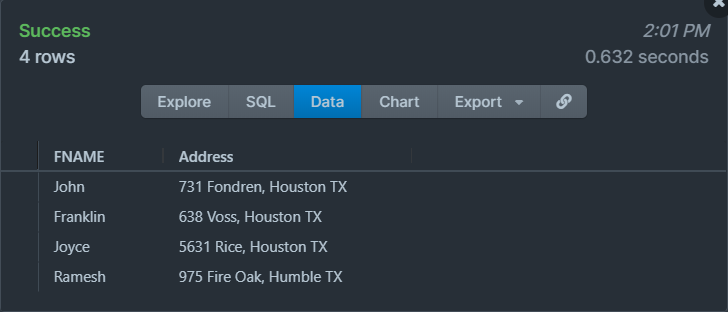 Success 2:01 PM
4 rows 0.632 seconds
Explore SQL Data Chart Export
FNAME Address
John 731 Fondren, Houston TX
Franklin 638 Voss, Houston TX
Joyce 5631 Rice, Houston TX
Ramesh 975 Fire Oak, Humble TX